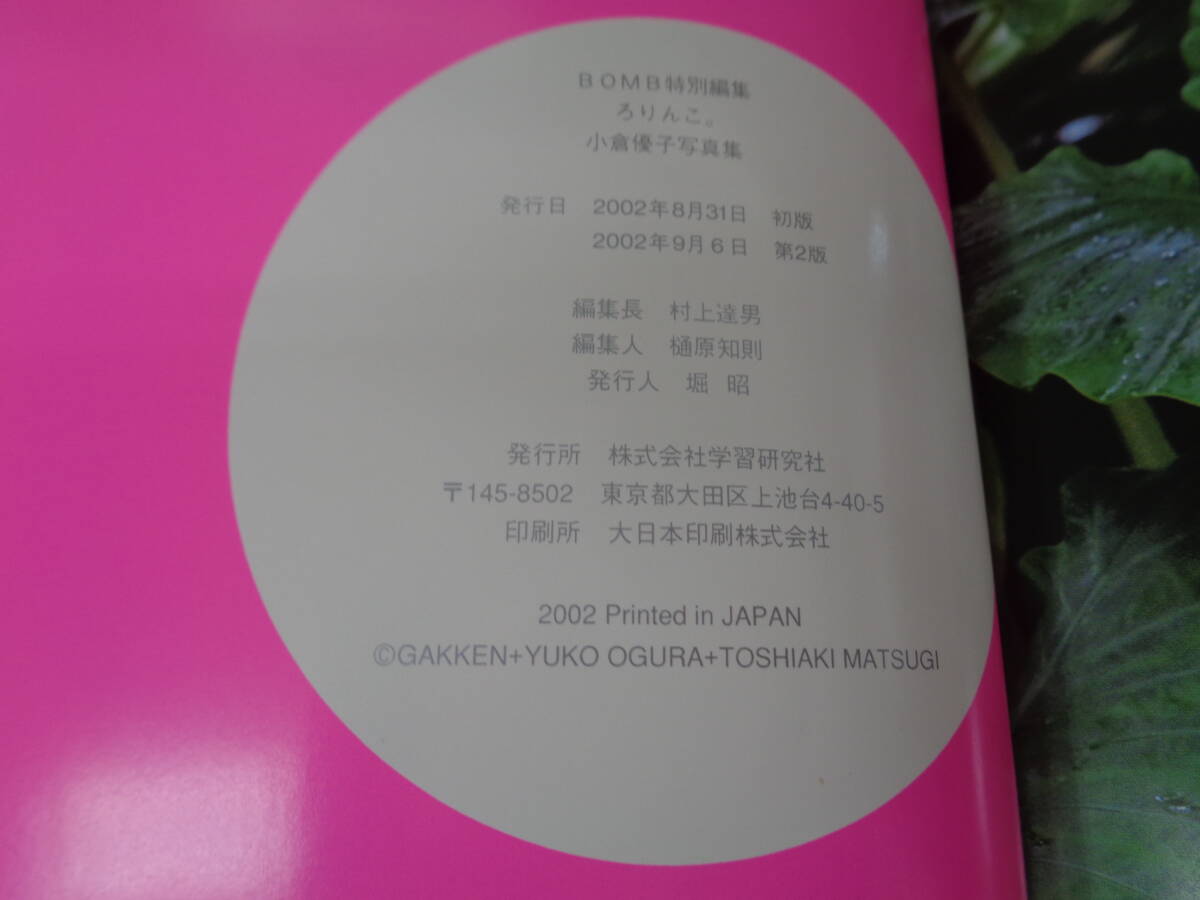 BOMB特別編集
ろりんこ。
小倉優子写真集
発行日 2002年8月31日 初版
2002年9月6日 第2版
編集長 村上達男
編集人 樋原知則
発行人 堀 昭
発行所 株式会社学習研究社
〒145-8502 東京都大田区上池台4-40-5
印刷所 大日本印刷株式会社
2002 Printed in JAPAN
©GAKKEN+YUKO OGURA+TOSHIAKI MATSUGI